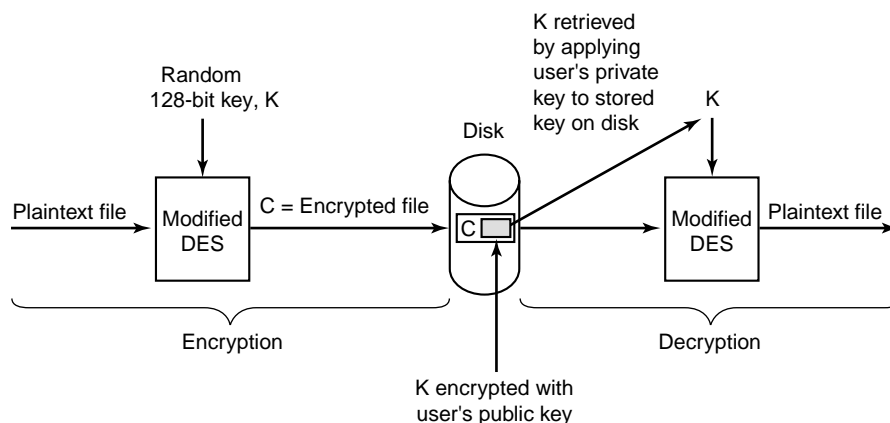 K retrieved
by applying
user's private
key to stored
key on disk
Random
128-bit key, K
K
Disk
Plaintext file
Modified
DES
C = Encrypted file
C
Modified
DES
Plaintext file
Encryption
Decryption
K encrypted with
user's public key